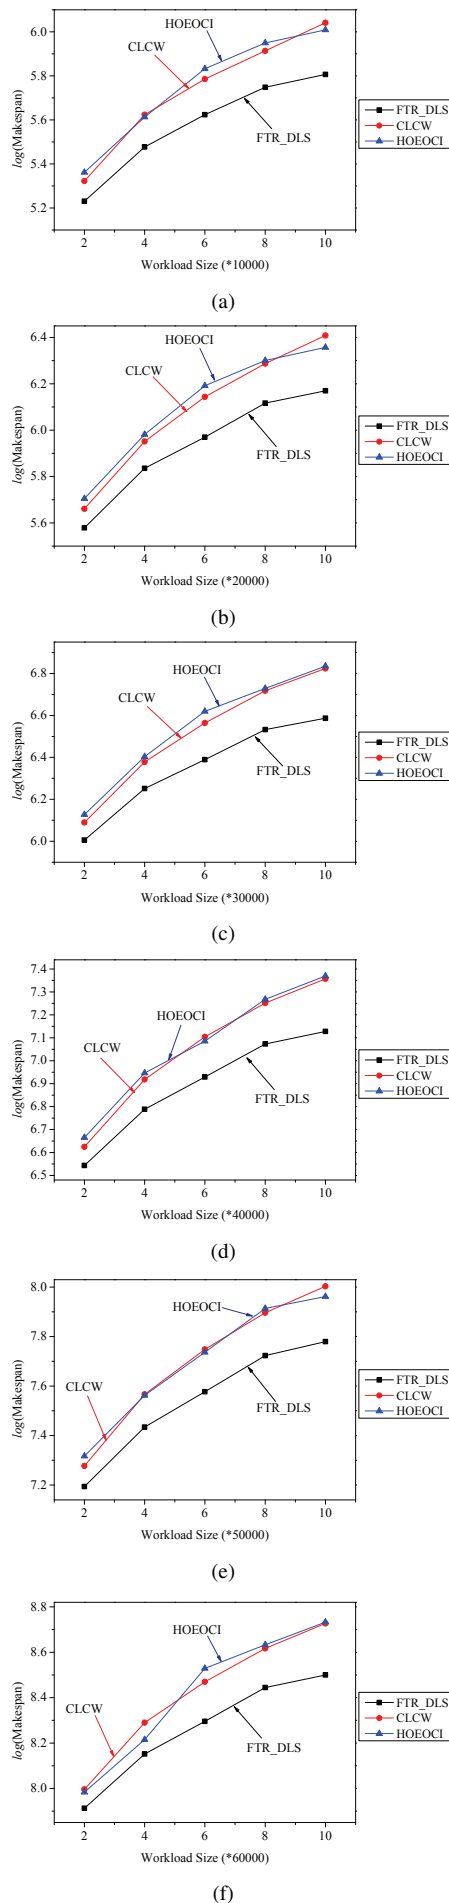 6.0
5.8
5.6
5.4
5.2
log(Makespan)
HOEOCI
CLCW
FTR_DLS
2 4 6 8 10
Workload Size (*10000)
FTR_DLS
CLCW
HOEOCI
(a)
6.4
6.2
6.0
5.8
5.6
log(Makespan)
HOEOCI
CLCW
FTR_DLS
2 4 6 8 10
Workload Size (*20000)
FTR_DLS
CLCW
HOEOCI
(b)
6.8
6.6
6.4
6.2
6.0
log(Makespan)
HOEOCI
CLCW
FTR_DLS
2 4 6 8 10
Workload Size (*30000)
FTR_DLS
CLCW
HOEOCI
(c)
7.4
7.3
7.2
7.1
7.0
6.9
6.8
6.7
6.6
6.5
log(Makespan)
HOEOCI
CLCW
FTR_DLS
2 4 6 8 10
Workload Size (*40000)
FTR_DLS
CLCW
HOEOCI
(d)
8.0
7.8
7.6
7.4
7.2
log(Makespan)
HOEOCI
CLCW
FTR_DLS
2 4 6 8 10
Workload Size (*50000)
FTR_DLS
CLCW
HOEOCI
(e)
8.8
8.6
8.4
8.2
8.0
log(Makespan)
HOEOCI
CLCW
FTR_DLS
2 4 6 8 10
Workload Size (*60000)
FTR_DLS
CLCW
HOEOCI
(f)